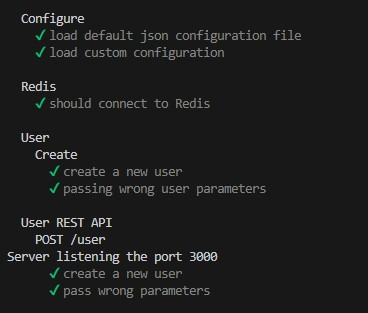 Configure
✓ load default json configuration file
✓ load custom configuration
Redis
✓ should connect to Redis
User
Create
✓ create a new user
✓ passing wrong user parameters
User REST API
POST /user
Server listening the port 3000
✓ create a new user
✓ pass wrong parameters